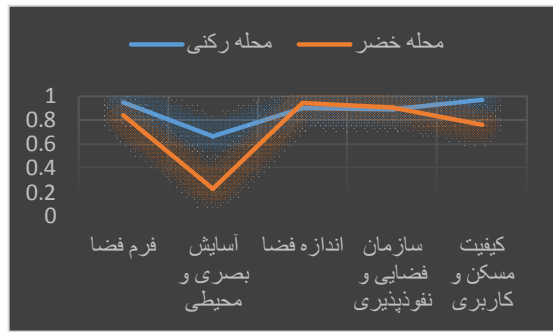 محله رکنی   محله خضر
1
0.8
0.6
0.4
0.2
0
فرم فضا
آسایش
بصری و
محیطی
اندازه فضا
سازمان
فضایی و
نفوذپذیری
کیفیت
مسکن و
کاربری